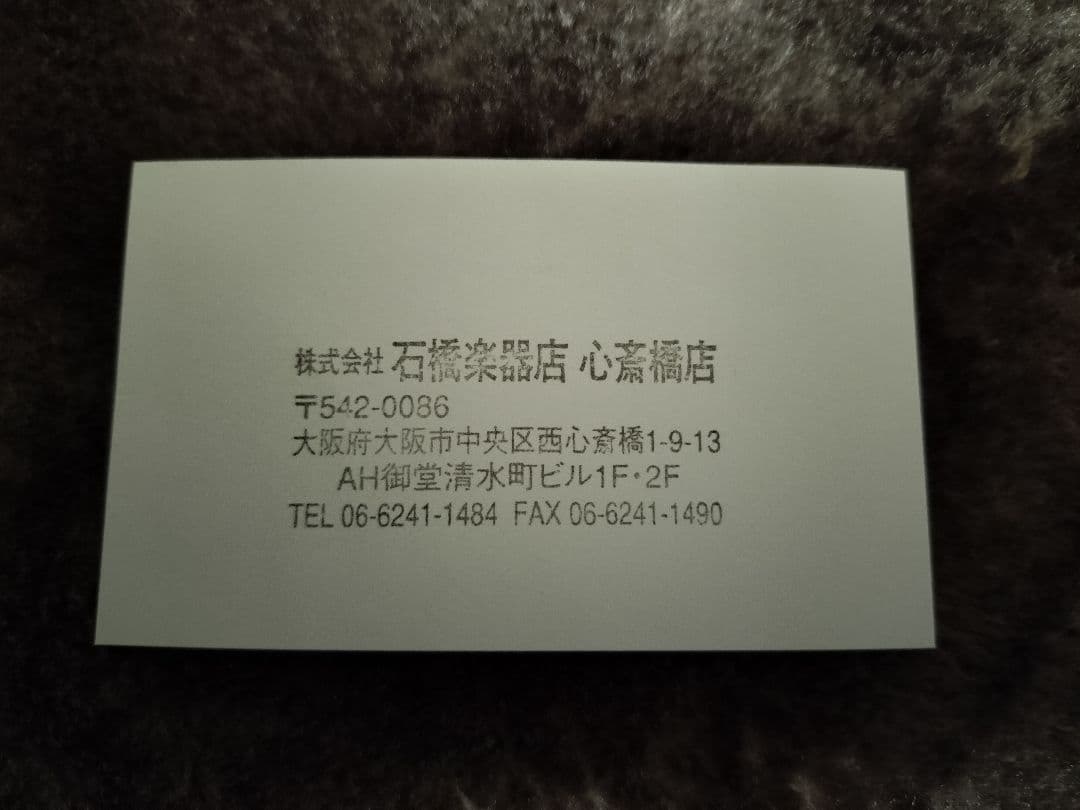 株式会社 石橋楽器店 心斎橋店
〒542-0086
大阪府大阪市中央区西心斎橋1-9-13
AH御堂清水町ビル1F・2F
TEL 06-6241-1484 FAX 06-6241-1490